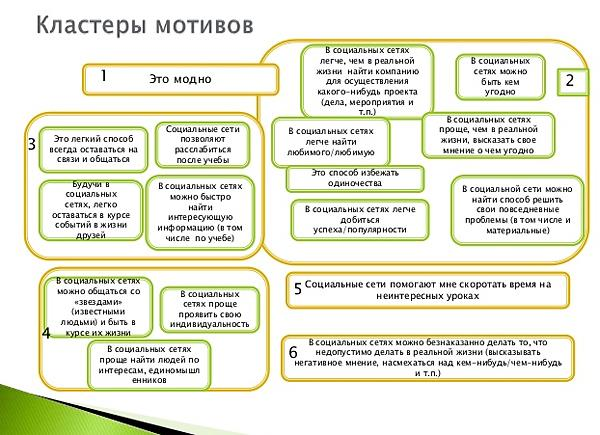 Кластеры мотивов
1
Это модно
В социальных сетях
легче, чем в реальной
жизни найти компанию
для осуществления
какого-нибудь проекта
(дела, мероприятия и
т.п.)
В социальных
сетях можно
быть кем
угодно
2
В социальных сетях
легче найти
любимого/любимую
В социальных сетях
проще, чем в реальной
жизни, высказать свое
мнение о чем угодно
Это способ избежать
одиночества
В социальных сетях легче
добиться
успеха/популярности
В социальной сети можно
найти способ решить
свои повседневные
проблемы (в том числе и
материальные)
3
Это легкий способ
всегда оставаться на
связи и общаться
Социальные сети
позволяют
расслабиться
после учебы
Будучи в
социальных
сетях, легко
оставаться в курсе
событий в жизни
друзей
В социальных сетях
можно быстро
найти
интересующую
информацию (в том
числе по учебе)
4
В социальных сетях
можно общаться со
«звездами»
(известными
людьми) и быть в
курсе их жизни
В социальных
сетях проще
проявить свою
индивидуальность
В социальных сетях
проще найти людей по
интересам, единомышл
енников
5
Социальные сети помогают мне скоротать время на
неинтересных уроках
6
В социальных сетях можно безнаказанно делать то, что
недопустимо делать в реальной жизни (высказывать
негативное мнение, насмехаться над кем-нибудь/чем-нибудь
и т.п.)